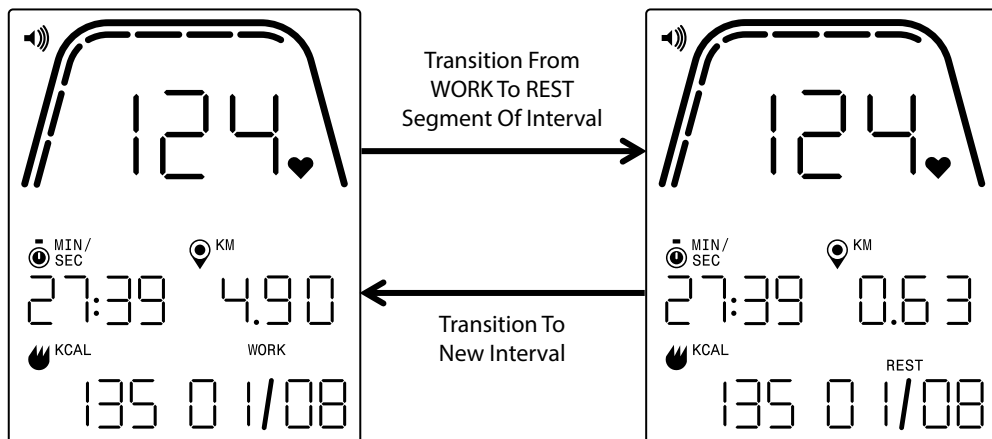 124
MIN/
SEC
KM
27:39 4.90
KCAL
WORK
135 01/08
Transition From
WORK To REST
Segment Of Interval
Transition To
New Interval
124
MIN/
SEC
KM
27:39 0.63
KCAL
REST
135 01/08